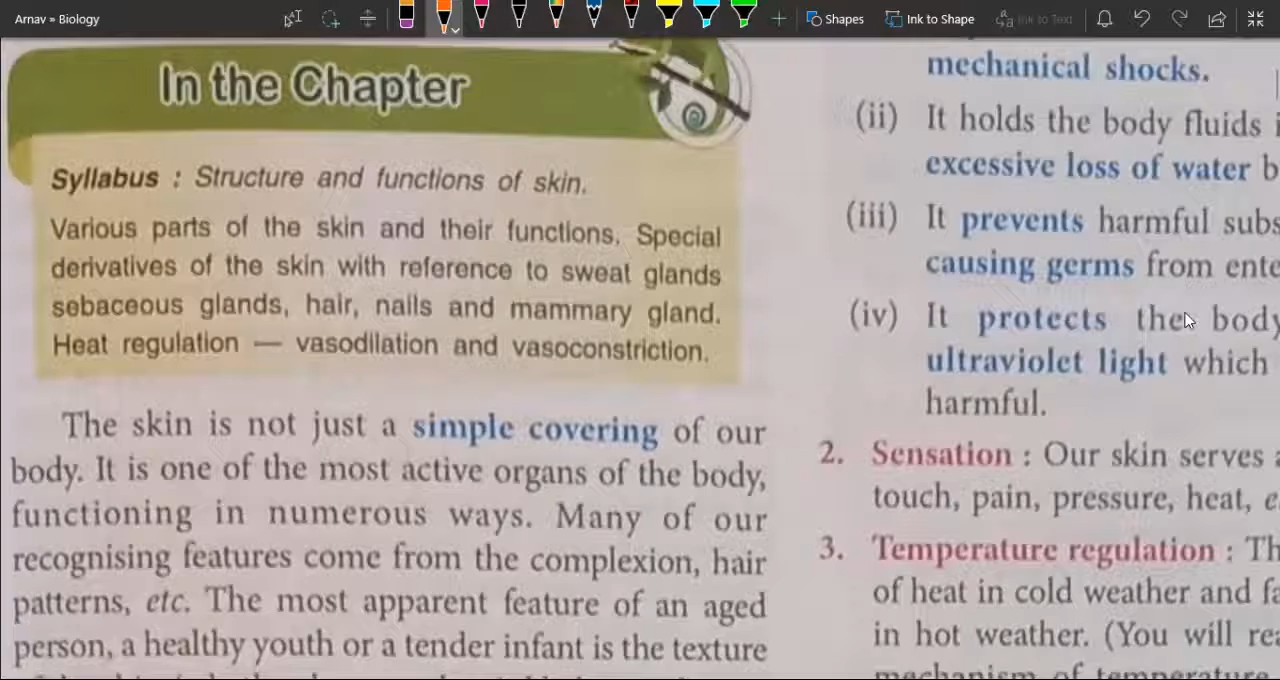 Arnav » Biology
Shapes
Ink to Shape
Ink to Text
In the Chapter
Syllabus : Structure and functions of skin.
Various parts of the skin and their functions. Special
derivatives of the skin with reference to sweat glands
sebaceous glands, hair, nails and mammary gland.
Heat regulation — vasodilation and vasoconstriction.
The skin is not just a simple covering of our
body. It is one of the most active organs of the body,
functioning in numerous ways. Many of our
recognising features come from the complexion, hair
patterns, etc. The most apparent feature of an aged
person, a healthy youth or a tender infant is the texture
mechanical shocks.
(ii) It holds the body fluids
excessive loss of water
(iii) It prevents harmful
causing germs from
(iv) It protects the body
ultraviolet light which
harmful.
2. Sensation : Our skin serves
touch, pain, pressure, heat,
3. Temperature regulation :
of heat in cold weather and
in hot weather. (You will
mechanism of temperature